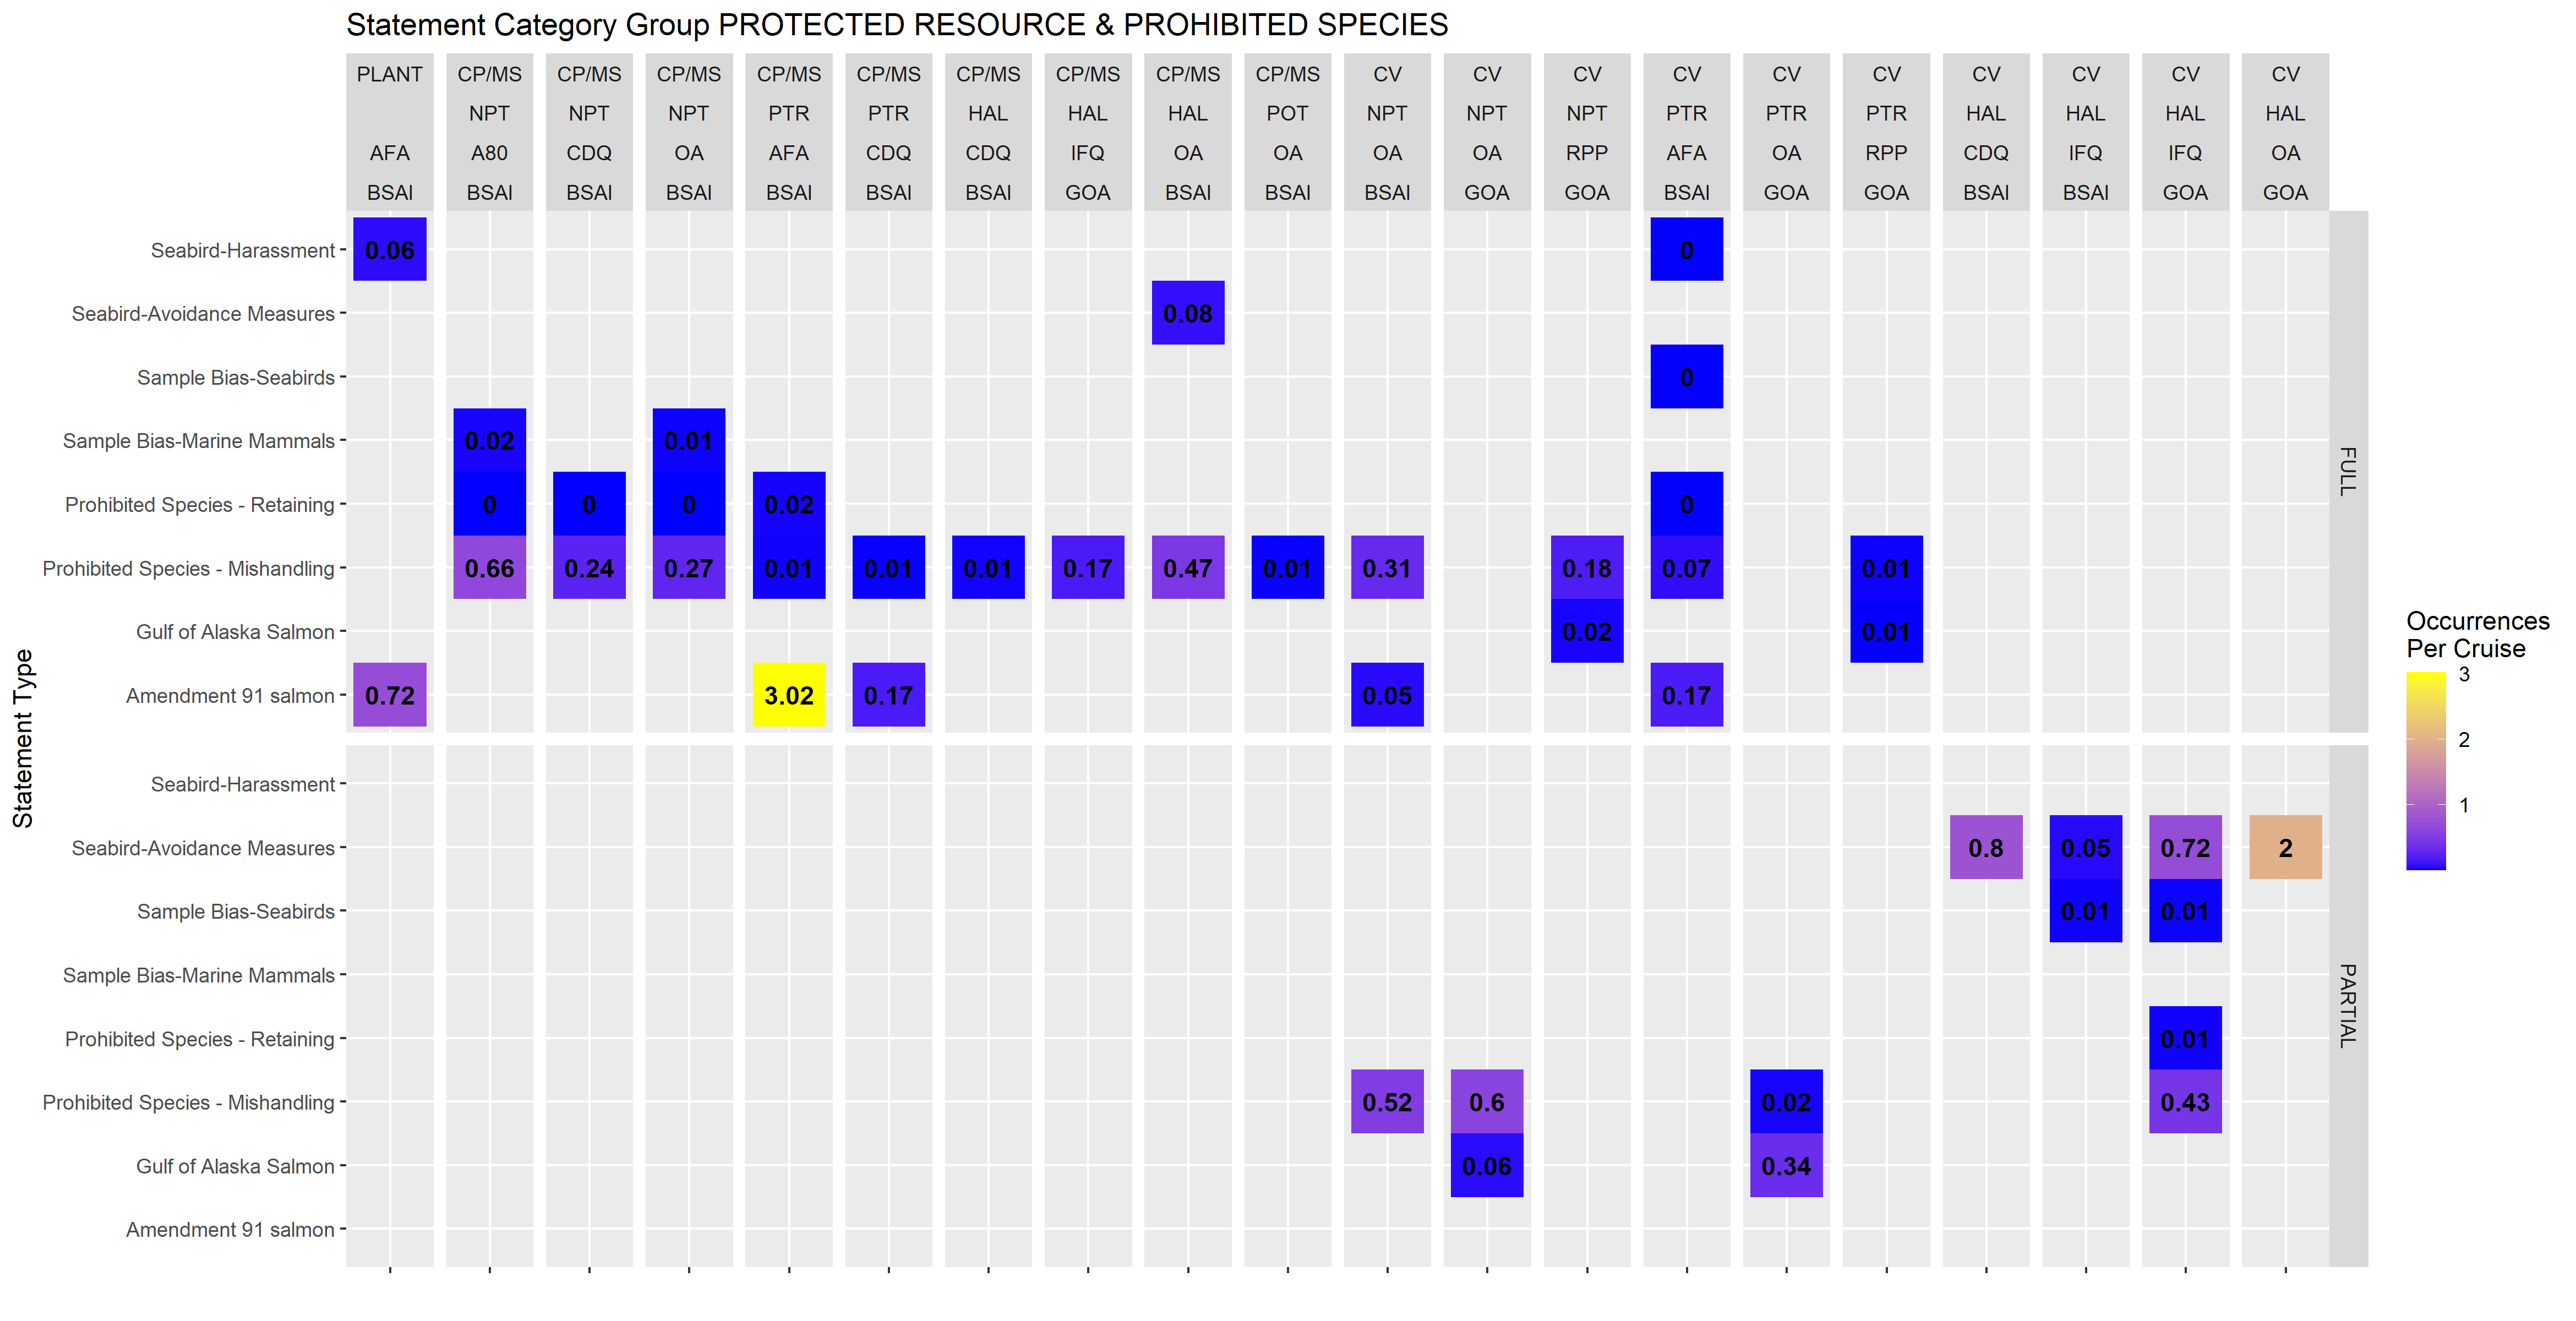 Statement Category Group PROTECTED RESOURCE & PROHIBITED SPECIES
PLANT CP/MS CP/MS CP/MS CP/MS CP/MS CP/MS CP/MS CP/MS CP/MS CV CV CV CV CV CV CV CV CV CV
NPT NPT NPT PTR PTR HAL HAL HAL POT NPT NPT NPT PTR PTR PTR HAL HAL HAL HAL
AFA A80 CDQ OA AFA CDQ CDQ IFQ OA OA OA OA RPP AFA OA RPP CDQ IFQ IFQ OA
BSAI BSAI BSAI BSAI BSAI BSAI BSAI GOA BSAI BSAI BSAI GOA GOA BSAI GOA GOA BSAI BSAI GOA GOA
Statement Type
FULL
Seabird-Harassment 0.06 0
Seabird-Avoidance Measures 0.08
Sample Bias-Seabirds 0
Sample Bias-Marine Mammals 0.02 0.01
Prohibited Species - Retaining 0 0 0 0.02 0
Prohibited Species - Mishandling 0.66 0.24 0.27 0.01 0.01 0.01 0.17 0.47 0.01 0.31 0.18 0.07 0.01
Gulf of Alaska Salmon 0.02 0.01
Amendment 91 salmon 0.72 3.02 0.17 0.05 0.17
PARTIAL
Seabird-Harassment
Seabird-Avoidance Measures 0.8 0.05 0.72 2
Sample Bias-Seabirds 0.01 0.01
Sample Bias-Marine Mammals
Prohibited Species - Retaining 0.01
Prohibited Species - Mishandling 0.52 0.6 0.02 0.43
Gulf of Alaska Salmon 0.06 0.34
Amendment 91 salmon
Occurrences
Per Cruise
3
2
1